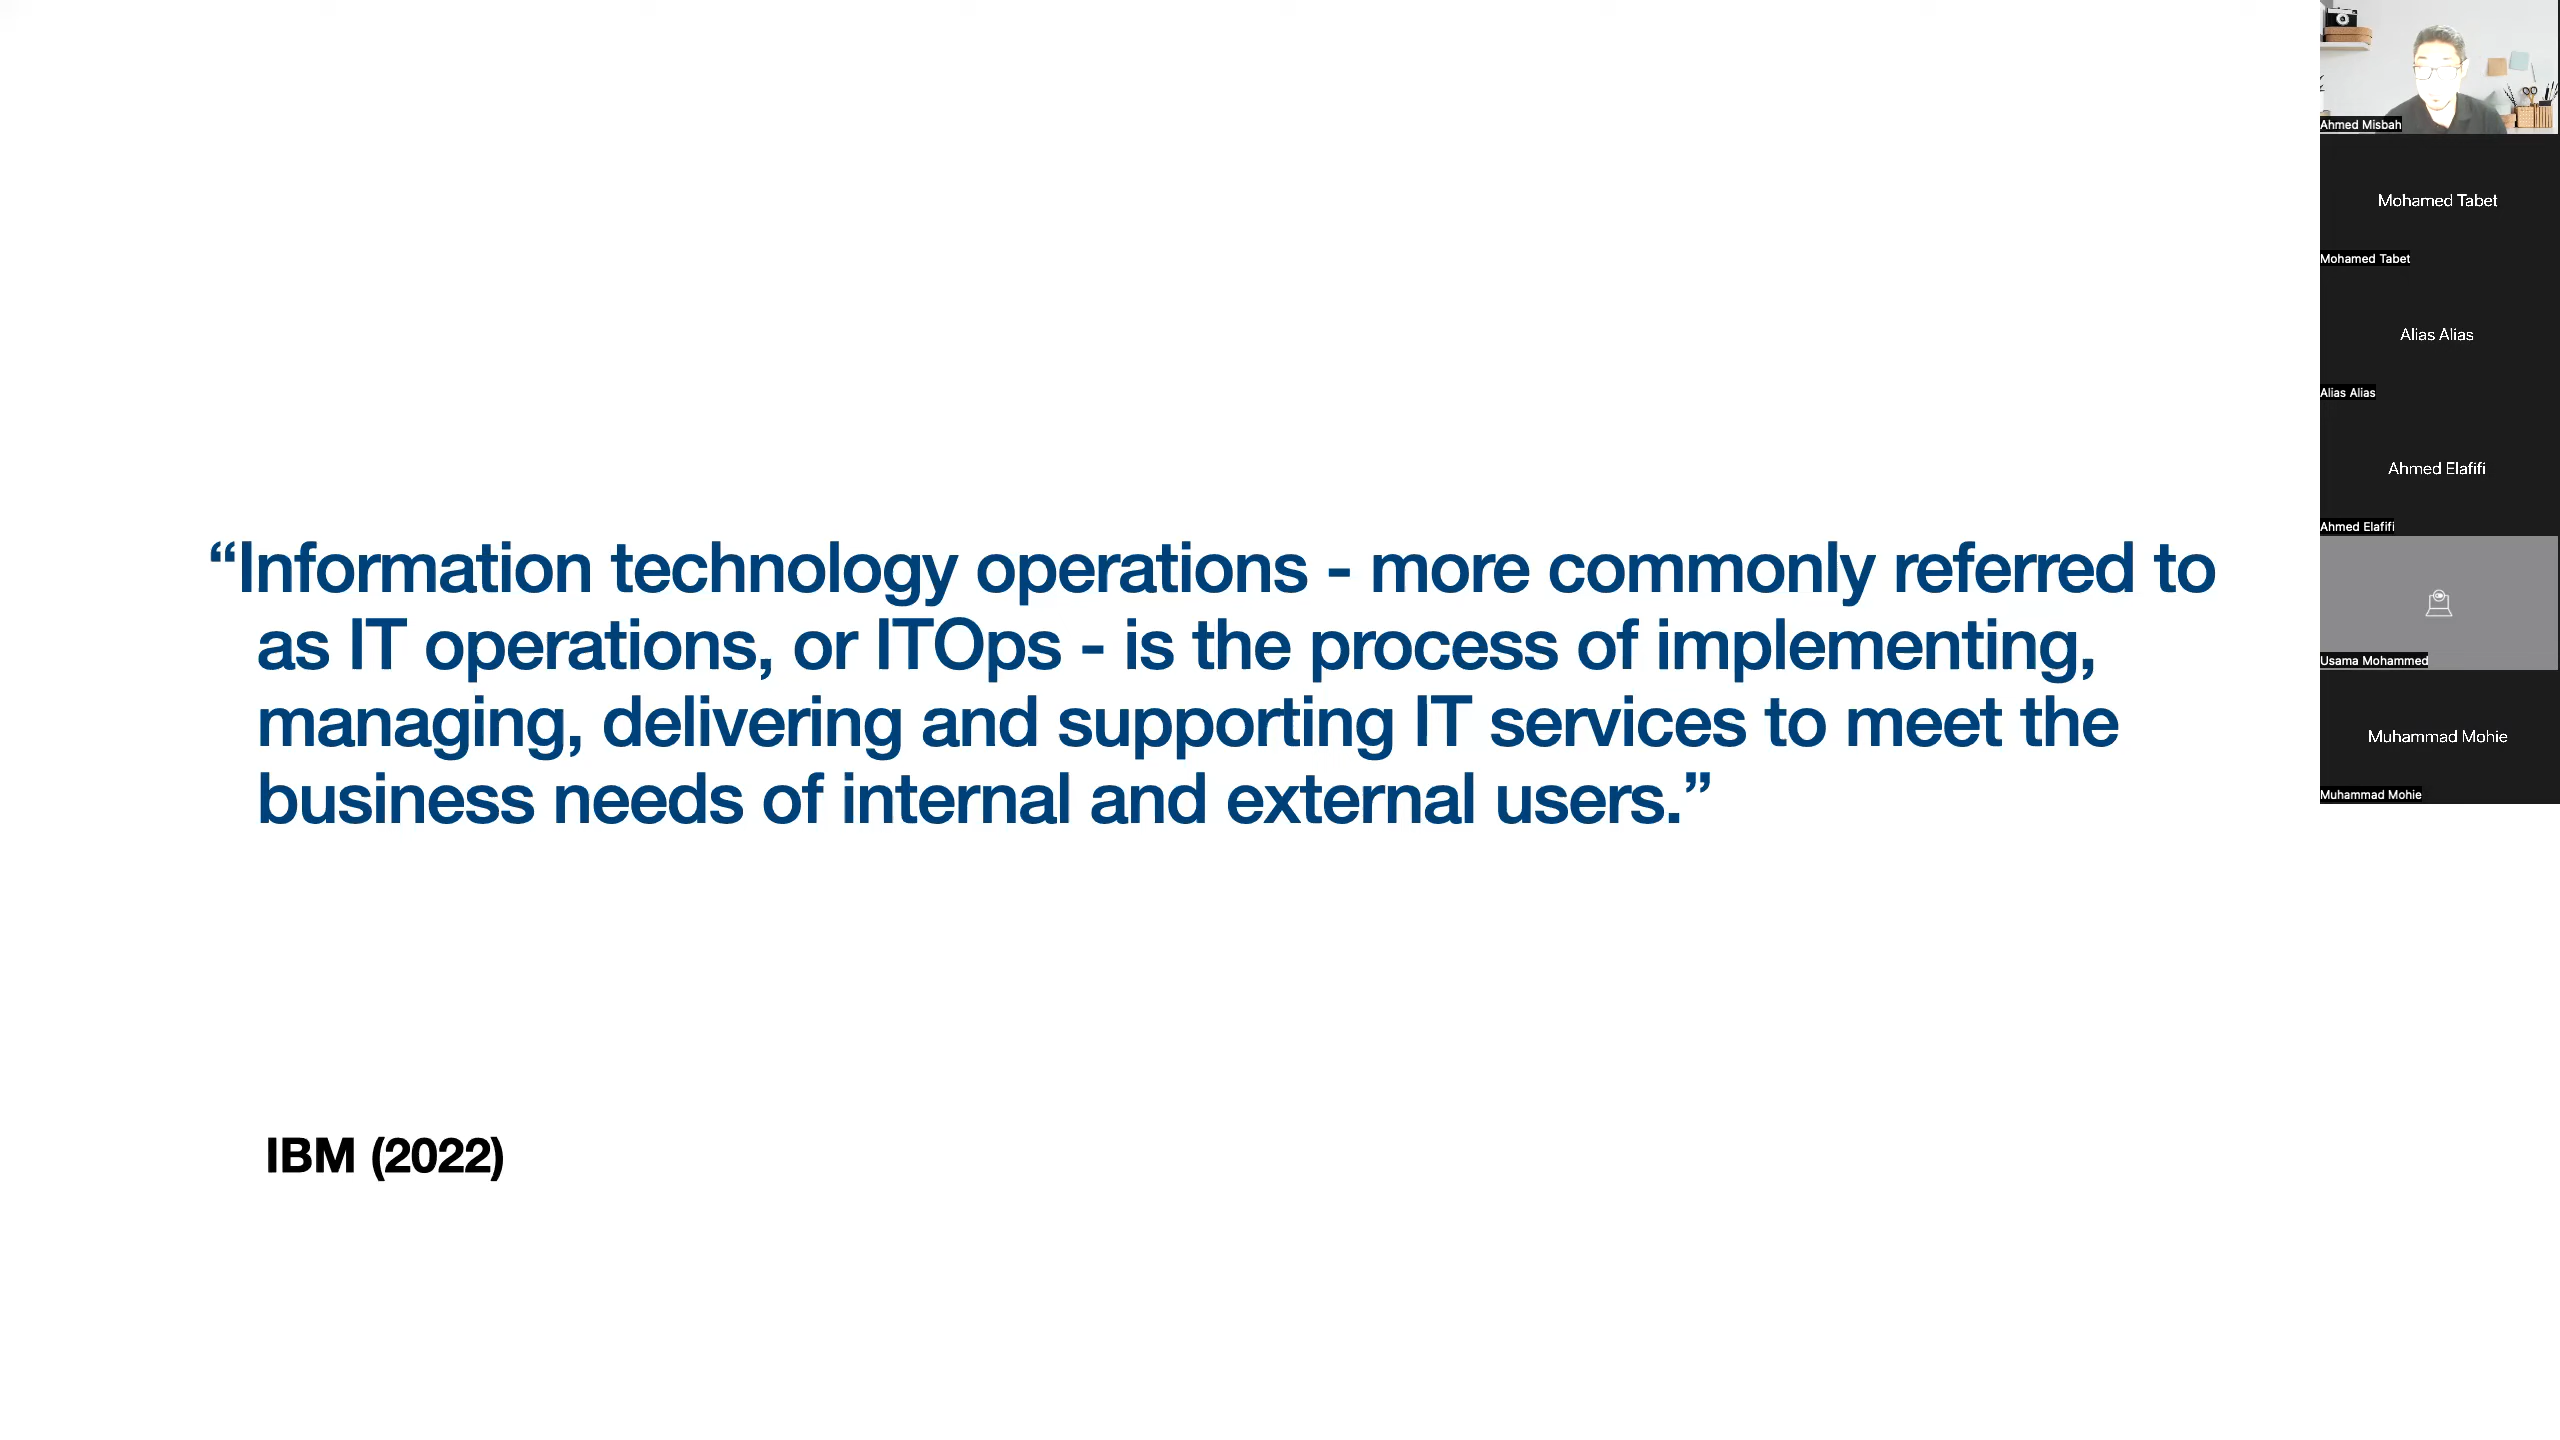 “Information technology operations - more commonly referred to
as IT operations, or ITOps - is the process of implementing,
managing, delivering and supporting IT services to meet the
business needs of internal and external users.”
IBM (2022)
Ahmed Misbah
Mohamed Tabet
Mohamed Tabet
Alias Alias
Alias Alias
Ahmed Elafifi
Ahmed Elafifi
Usama Mohammed
Muhammad Mohie
Muhammad Mohie